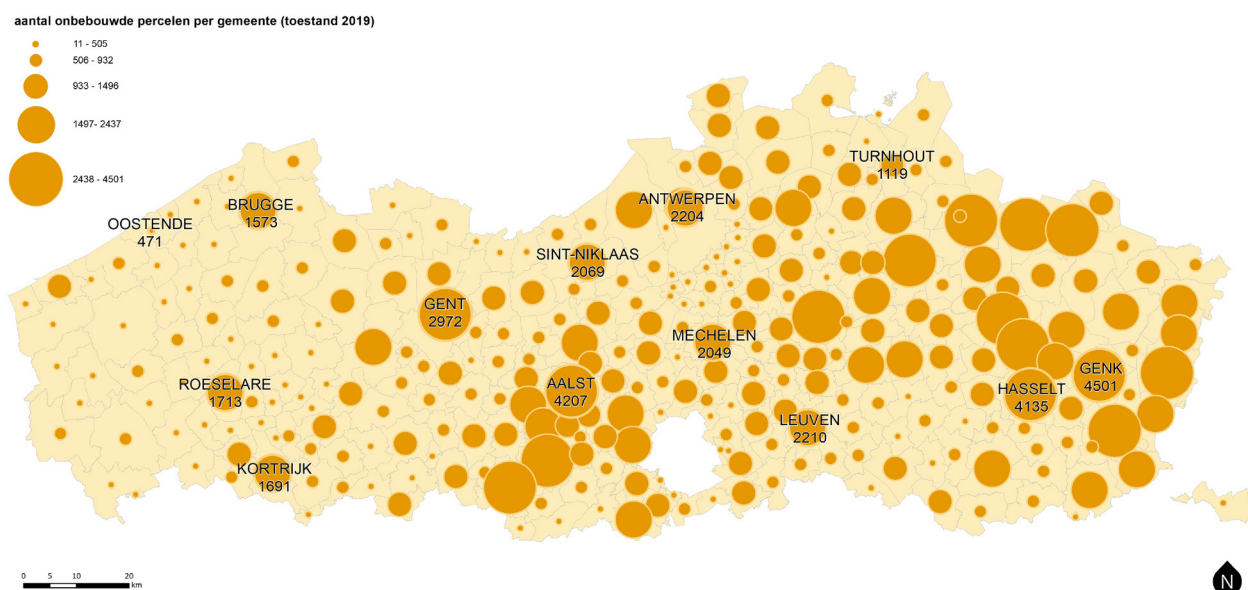 aantal onbebouwde percelen per gemeente (toestand 2019)
11 - 505
506 - 932
933 - 1496
1497- 2437
2438 - 4501
TURNHOUT
1119
BRUGGE
1573
ANTWERPEN
2204
OOSTENDE
471
SINT-NIKLAAS
2069
GENT
2972
MECHELEN
2049
ROESELARE
1713
AALST
4207
GENK
4501
HASSELT
4135
LEUVEN
2210
KORTRIJK
1691
0 5 10 20
km
N